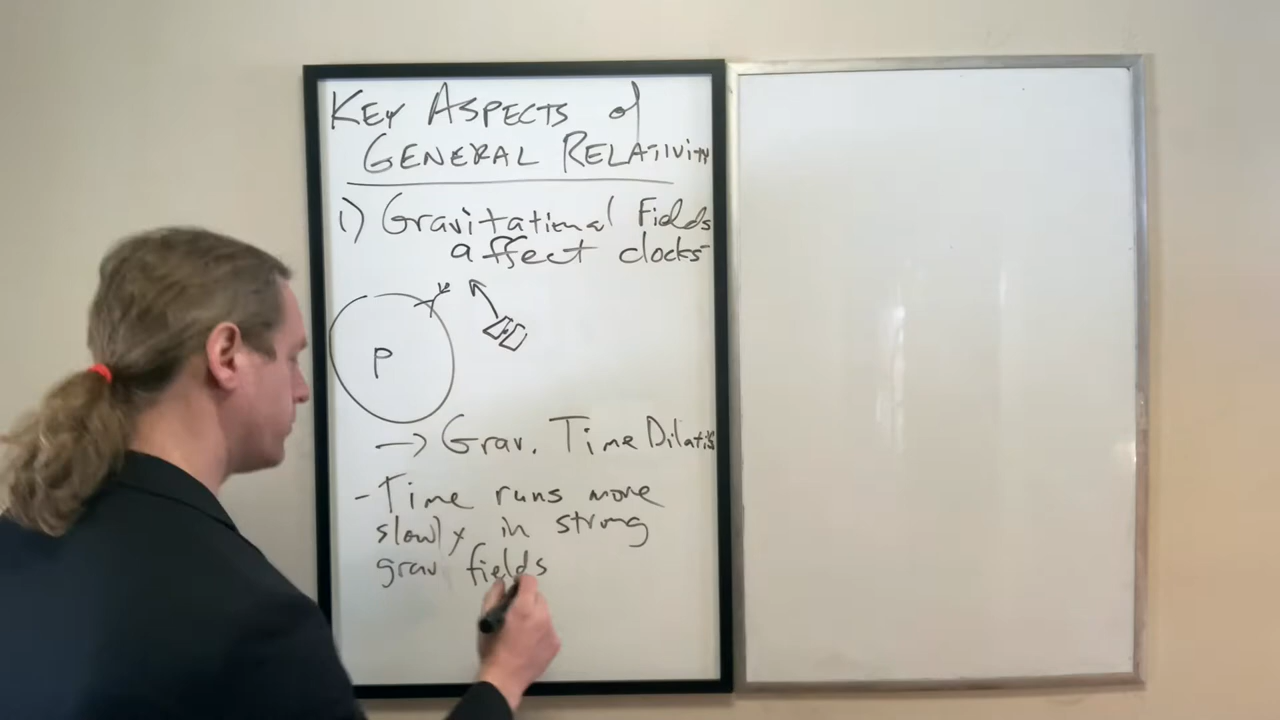 KEY ASPECTS of
GENERAL RELATIVITY
1) Gravitational Fields
affect clocks
P
→ Grav. Time Dilation
- Time runs more
slowly in strong
grav fields